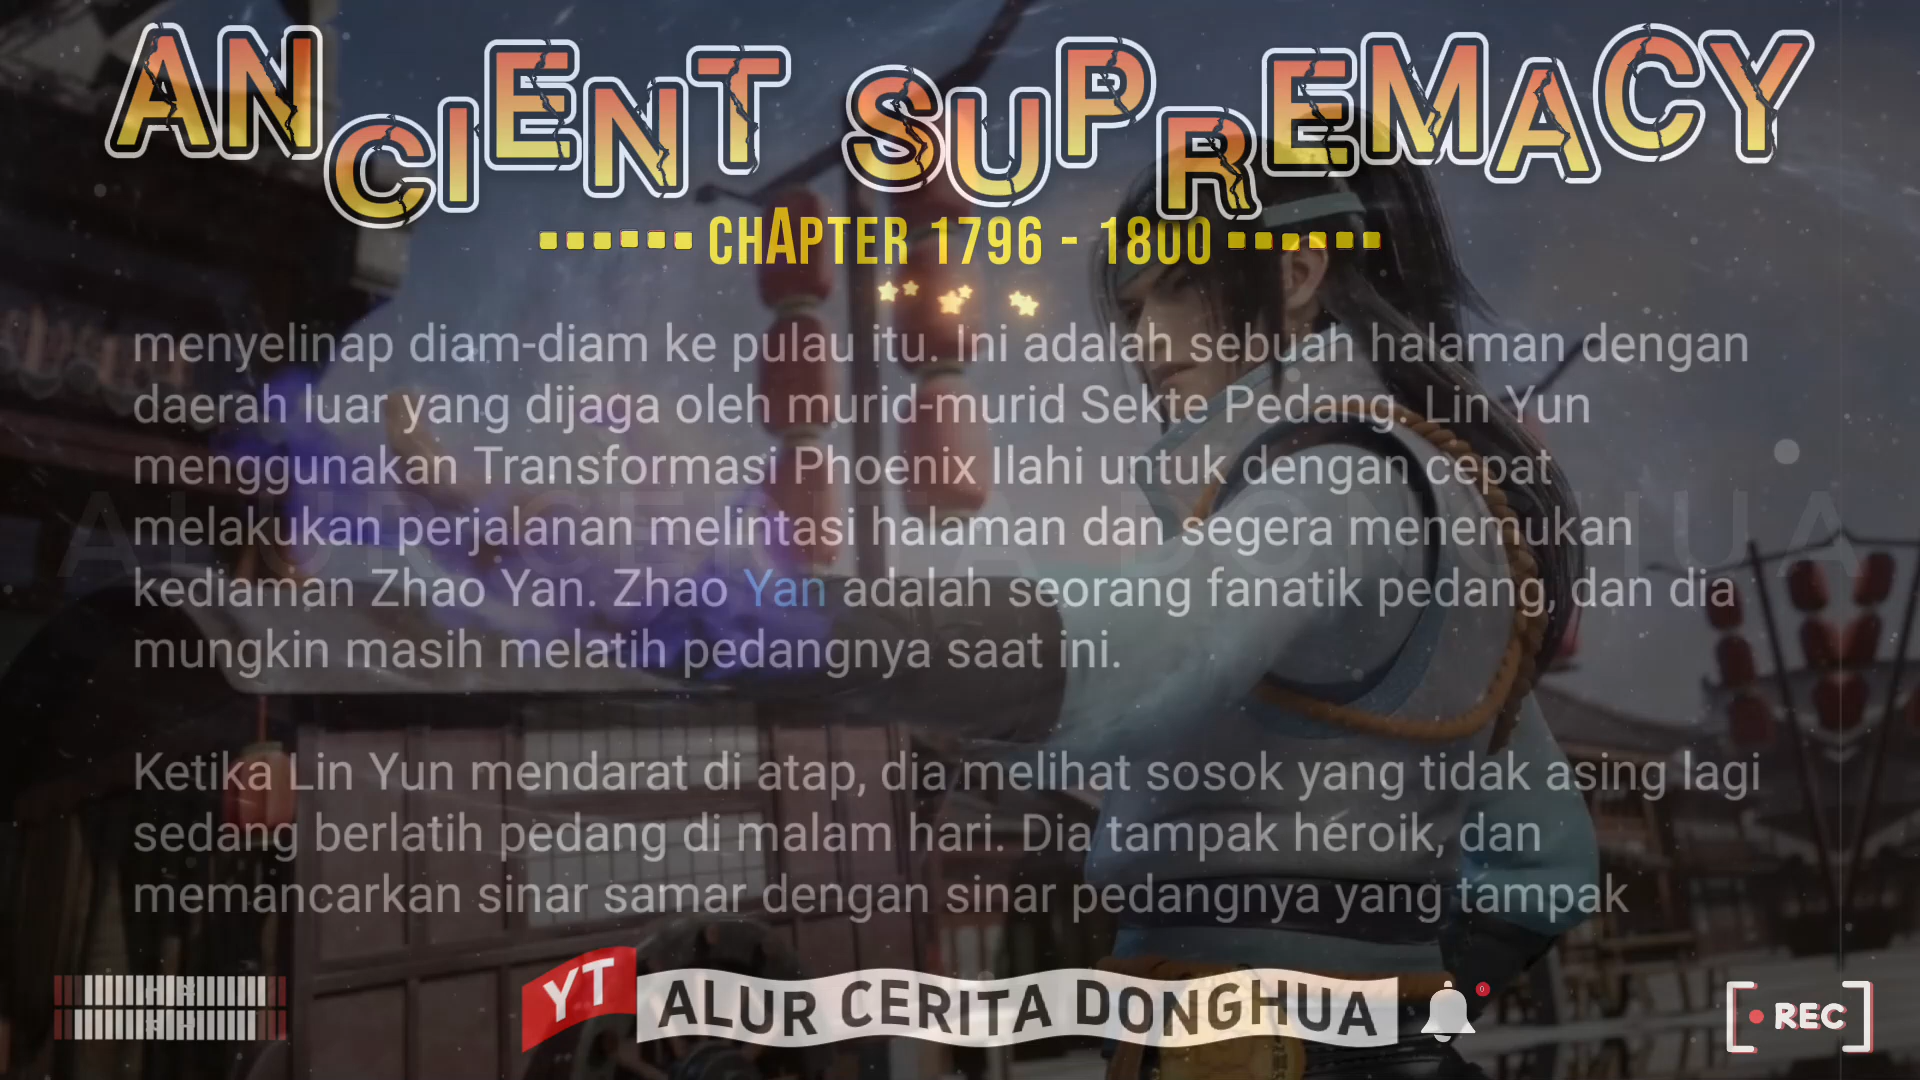 ANCIENT SUPREMACY
CHAPTER 1796 - 1800
menyelinap diam-diam ke pulau itu. Ini adalah sebuah halaman dengan
daerah luar yang dijaga oleh murid-murid Sekte Pedang. Lin Yun
menggunakan Transformasi Phoenix Ilahi untuk dengan cepat
ALUR CERITA DONGHUA
melakukan perjalanan melintasi halaman dan segera menemukan
kediaman Zhao Yan. Zhao Yan adalah seorang fanatik pedang, dan dia
mungkin masih melatih pedangnya saat ini.
Ketika Lin Yun mendarat di atap, dia melihat sosok yang tidak asing lagi
sedang berlatih pedang di malam hari. Dia tampak heroik, dan
memancarkan sinar samar dengan sinar pedangnya yang tampak
YT ALUR CERITA DONGHUA
REC